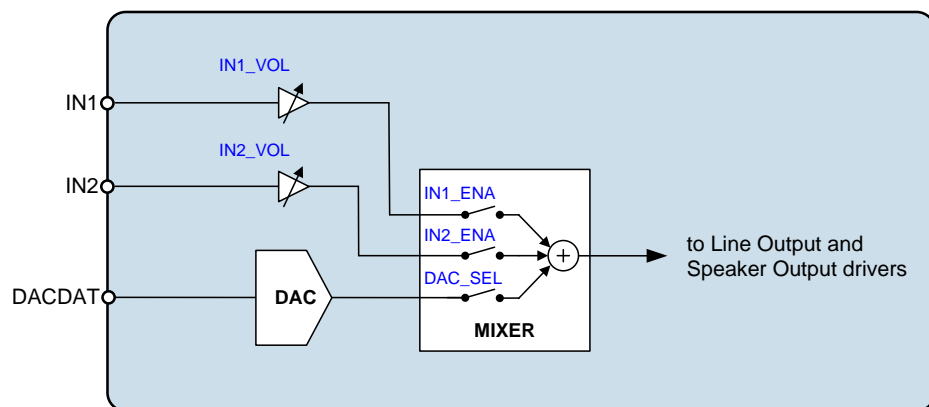 IN1_VOL
IN1
IN2_VOL
IN2
IN1_ENA
IN2_ENA
to Line Output and
Speaker Output drivers
DAC_SEL
DACDAT
DAC
MIXER